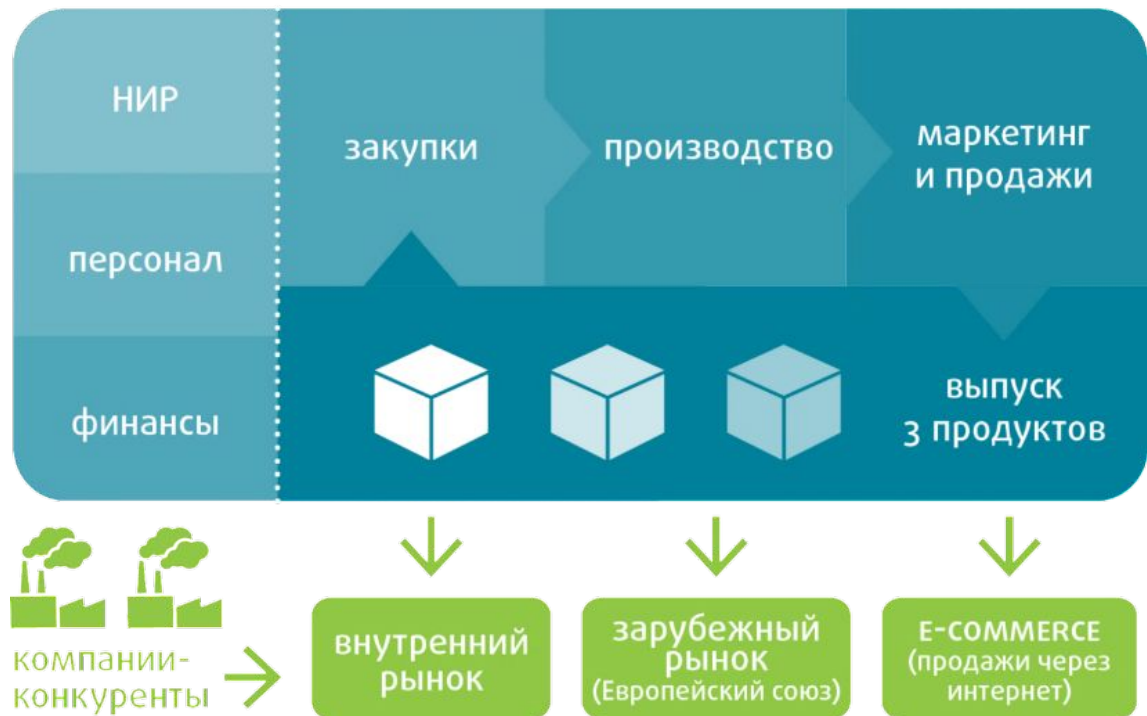 НИР
персонал
финансы
закупки
производство
маркетинг
и продажи
выпуск
3 продуктов
компании-
конкуренты
внутренний
рынок
зарубежный
рынок
(Европейский союз)
E-COMMERCE
(продажи через
интернет)